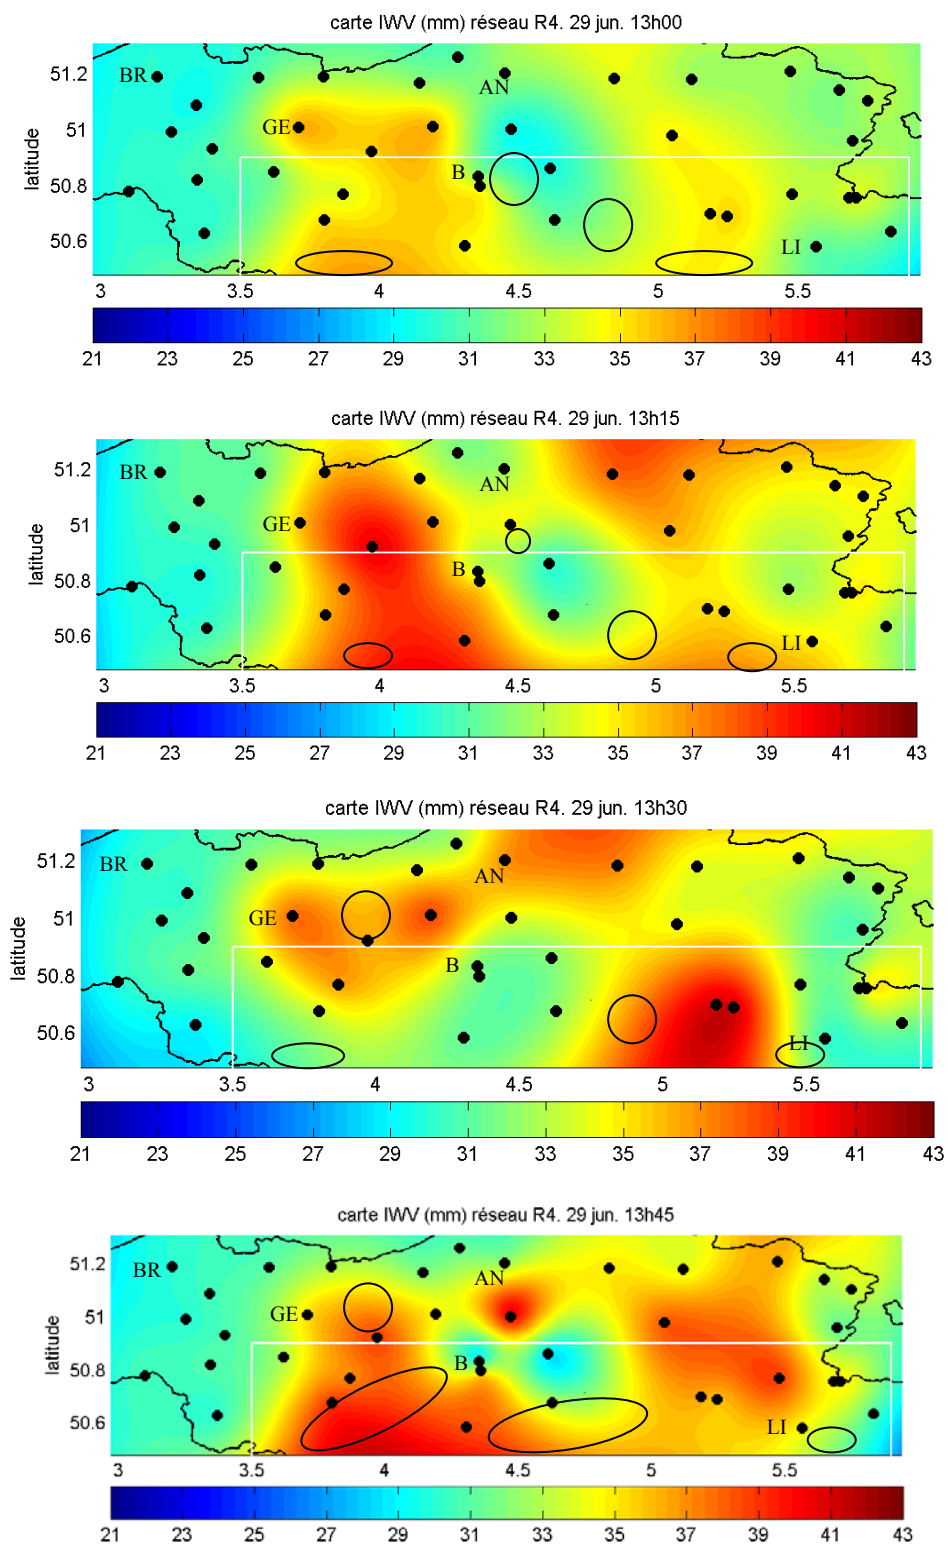 carte IWV (mm) réseau R4. 29 jun. 13h00
latitude
51.2
51
50.8
50.6
BR
AN
GE
B
LI
3 3.5 4 4.5 5 5.5
21 23 25 27 29 31 33 35 37 39 41 43
carte IWV (mm) réseau R4. 29 jun. 13h15
latitude
51.2
51
50.8
50.6
BR
AN
GE
B
LI
3 3.5 4 4.5 5 5.5
21 23 25 27 29 31 33 35 37 39 41 43
carte IWV (mm) réseau R4. 29 jun. 13h30
latitude
51.2
51
50.8
50.6
BR
AN
GE
B
LI
3 3.5 4 4.5 5 5.5
21 23 25 27 29 31 33 35 37 39 41 43
carte IWV (mm) réseau R4. 29 jun. 13h45
latitude
51.2
51
50.8
50.6
BR
AN
GE
B
LI
3 3.5 4 4.5 5 5.5
21 23 25 27 29 31 33 35 37 39 41 43